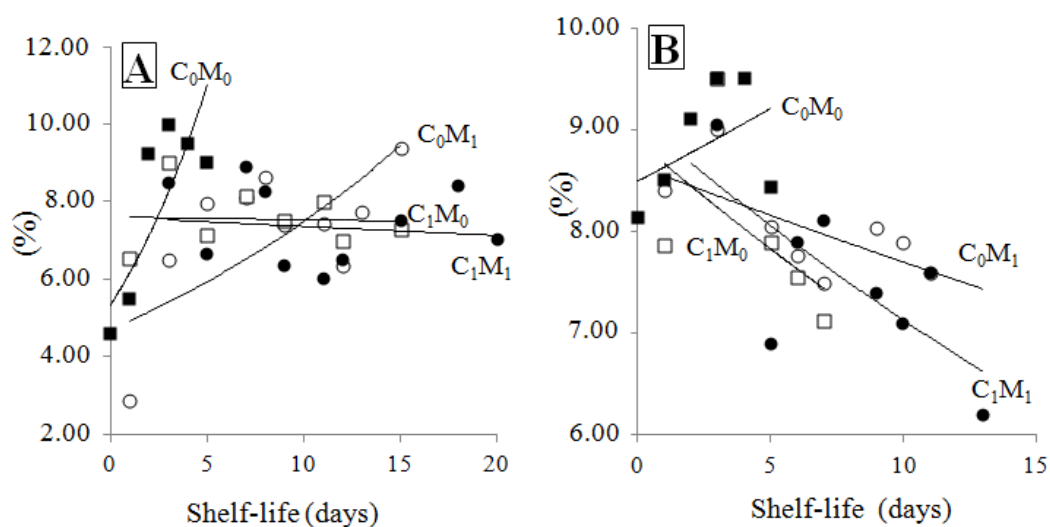 A
12.00
10.00
8.00
6.00
4.00
2.00
(%)
0
5
10
15
20
Shelf-life (days)
C₀M₀
C₀M₁
C₁M₀
C₁M₁
B
10.00
9.00
8.00
7.00
6.00
(%)
0
5
10
15
Shelf-life (days)
C₀M₀
C₁M₀
C₀M₁
C₁M₁